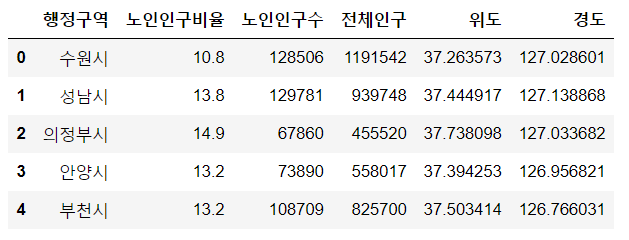 행정구역 노인인구비율 노인인구수 전체인구 위도 경도
0 수원시 10.8 128506 1191542 37.263573 127.028601
1 성남시 13.8 129781 939748 37.444917 127.138868
2 의정부시 14.9 67860 455520 37.738098 127.033682
3 안양시 13.2 73890 558017 37.394253 126.956821
4 부천시 13.2 108709 825700 37.503414 126.766031